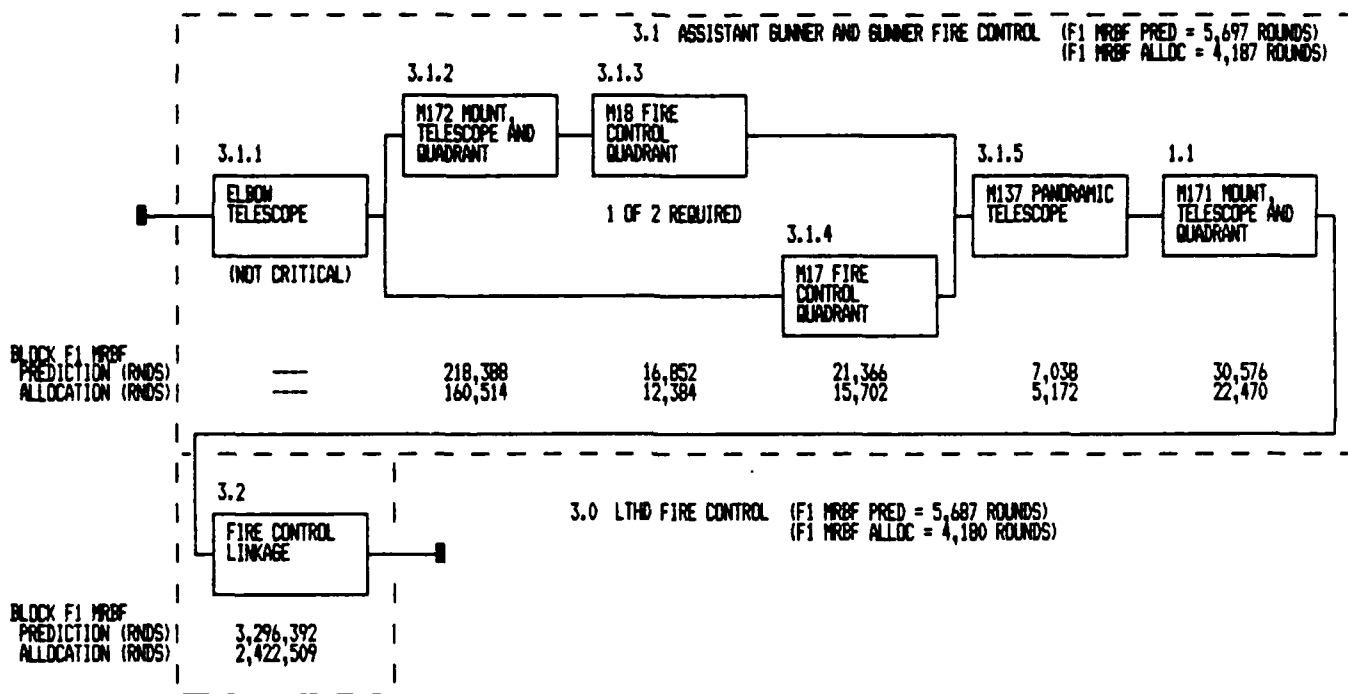 3.1 ASSISTANT GUNNER AND GUNNER FIRE CONTROL (F1 MRBF PRED = 5,697 ROUNDS)
(F1 MRBF ALLOC = 4,187 ROUNDS)
3.1.2
M172 MOUNT,
TELESCOPE AND
QUADRANT
3.1.3
M18 FIRE
CONTROL
QUADRANT
3.1.1
ELBOW
TELESCOPE
(NOT CRITICAL)
1 OF 2 REQUIRED
3.1.4
M17 FIRE
CONTROL
QUADRANT
3.1.5
M137 PANORAMIC
TELESCOPE
1.1
M171 MOUNT,
TELESCOPE AND
QUADRANT
BLOCK F1 MRBF
PREDICTION (RNDS) ---- 218,388 16,852 21,366 7,038 30,576
ALLOCATION (RNDS) ---- 160,514 12,384 15,702 5,172 22,470
3.2
FIRE CONTROL
LINKAGE
3.0 LTHD FIRE CONTROL (F1 MRBF PRED = 5,687 ROUNDS)
(F1 MRBF ALLOC = 4,180 ROUNDS)
BLOCK F1 MRBF
PREDICTION (RNDS) 3,296,392
ALLOCATION (RNDS) 2,422,509